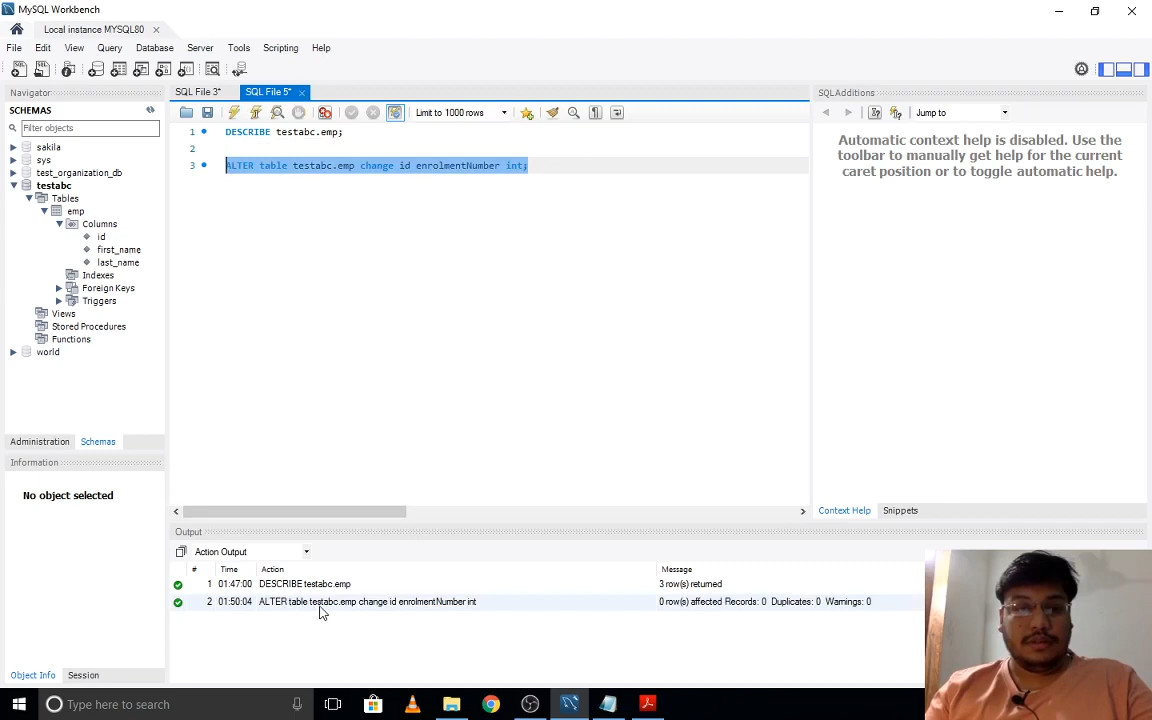 MySQL Workbench
Local instance MYSQL80 ×
File Edit View Query Database Server Tools Scripting Help
Navigator
SCHEMAS
Filter objects
sakila
sys
test_organization_db
testabc
Tables
emp
Columns
id
first_name
last_name
Indexes
Foreign Keys
Triggers
Views
Stored Procedures
Functions
world
Administration Schemas
Information
No object selected
Object Info Session
SQL File 3* SQL File 5* ×
Limit to 1000 rows
1 DESCRIBE testabc.emp;
2
3 ALTER table testabc.emp change id enrolmentNumber int;
Output
Action Output
# Time Action Message
1 01:47:00 DESCRIBE testabc.emp 3 row(s) returned
2 01:50:04 ALTER table testabc.emp change id enrolmentNumber int 0 row(s) affected Records: 0 Duplicates: 0 Warnings: 0
SQLAdditions
Jump to
Automatic context help is disabled. Use the
toolbar to manually get help for the current
caret position or to toggle automatic help.
Context Help Snippets
Type here to search